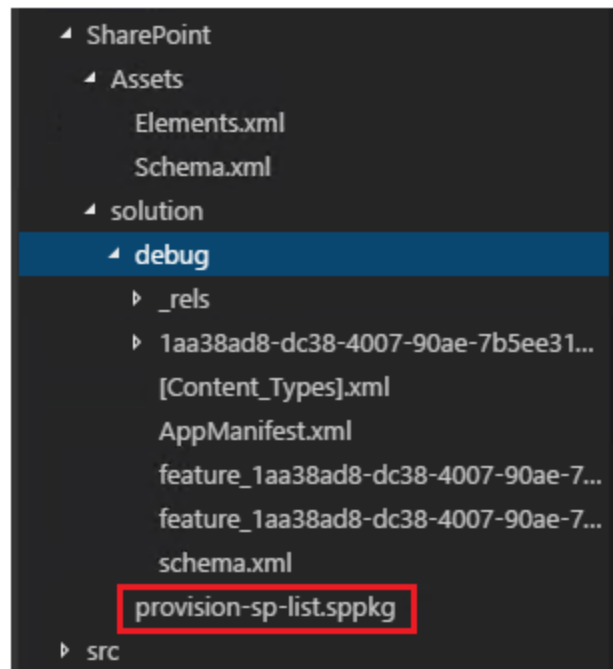 SharePoint
Assets
Elements.xml
Schema.xml
solution
debug
_rels
1aa38ad8-dc38-4007-90ae-7b5ee31...
[Content_Types].xml
AppManifest.xml
feature_1aa38ad8-dc38-4007-90ae-7...
feature_1aa38ad8-dc38-4007-90ae-7...
schema.xml
provision-sp-list.sppkg
src